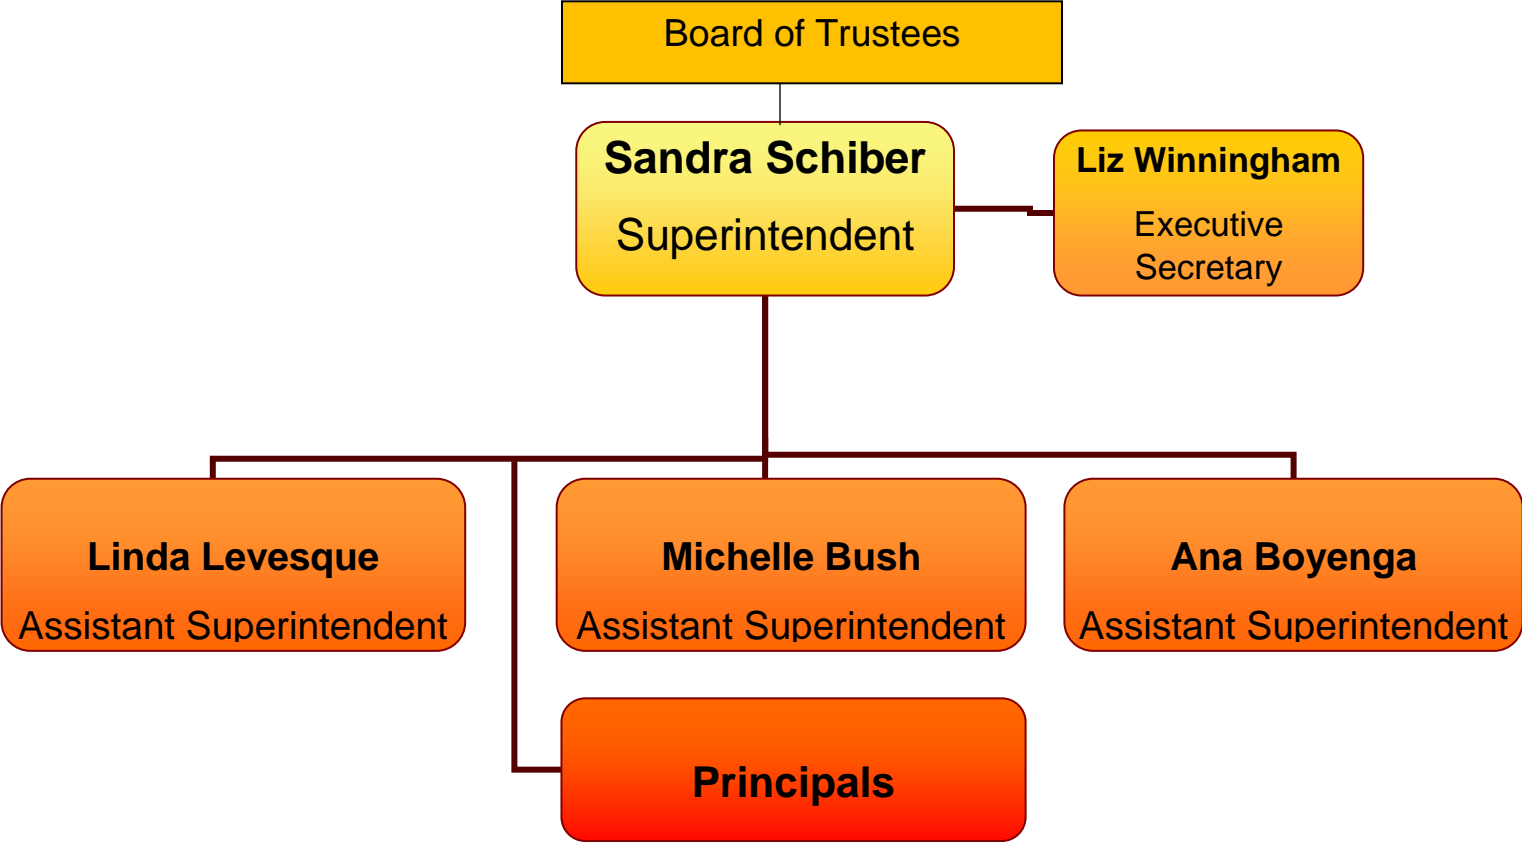 Board of Trustees
Sandra Schiber
Superintendent
Liz Winningham
Executive
Secretary
Linda Levesque
Assistant Superintendent
Michelle Bush
Assistant Superintendent
Ana Boyenga
Assistant Superintendent
Principals